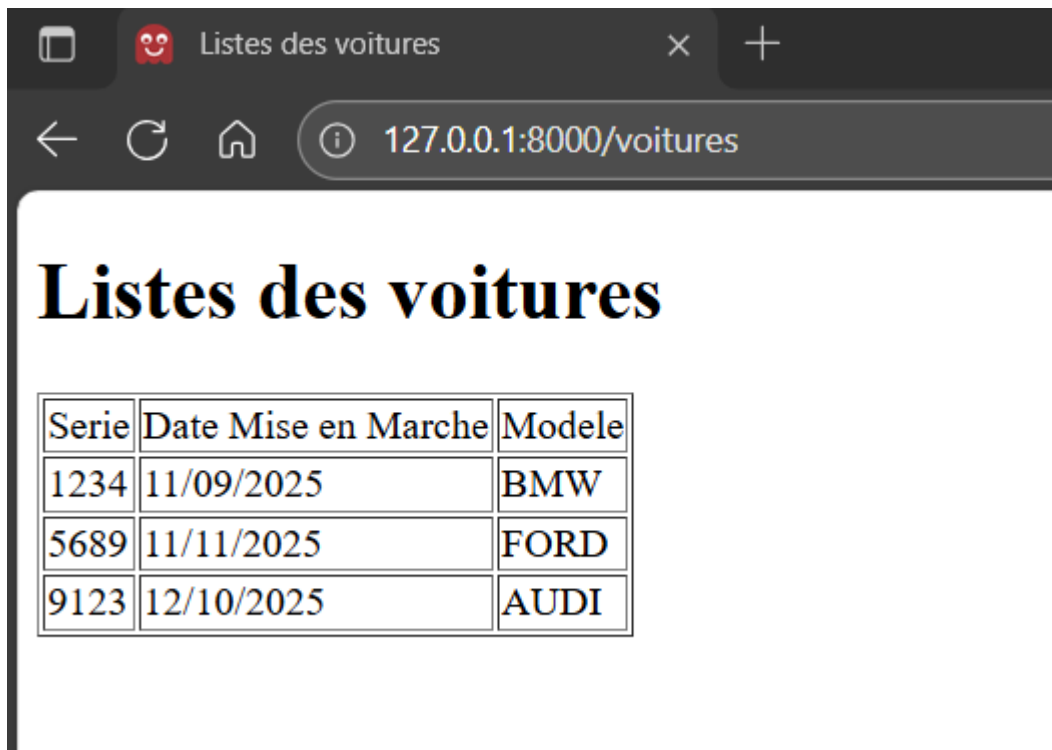 Listes des voitures
127.0.0.1:8000/voitures
Listes des voitures
Serie Date Mise en Marche Modele
1234 11/09/2025 BMW
5689 11/11/2025 FORD
9123 12/10/2025 AUDI